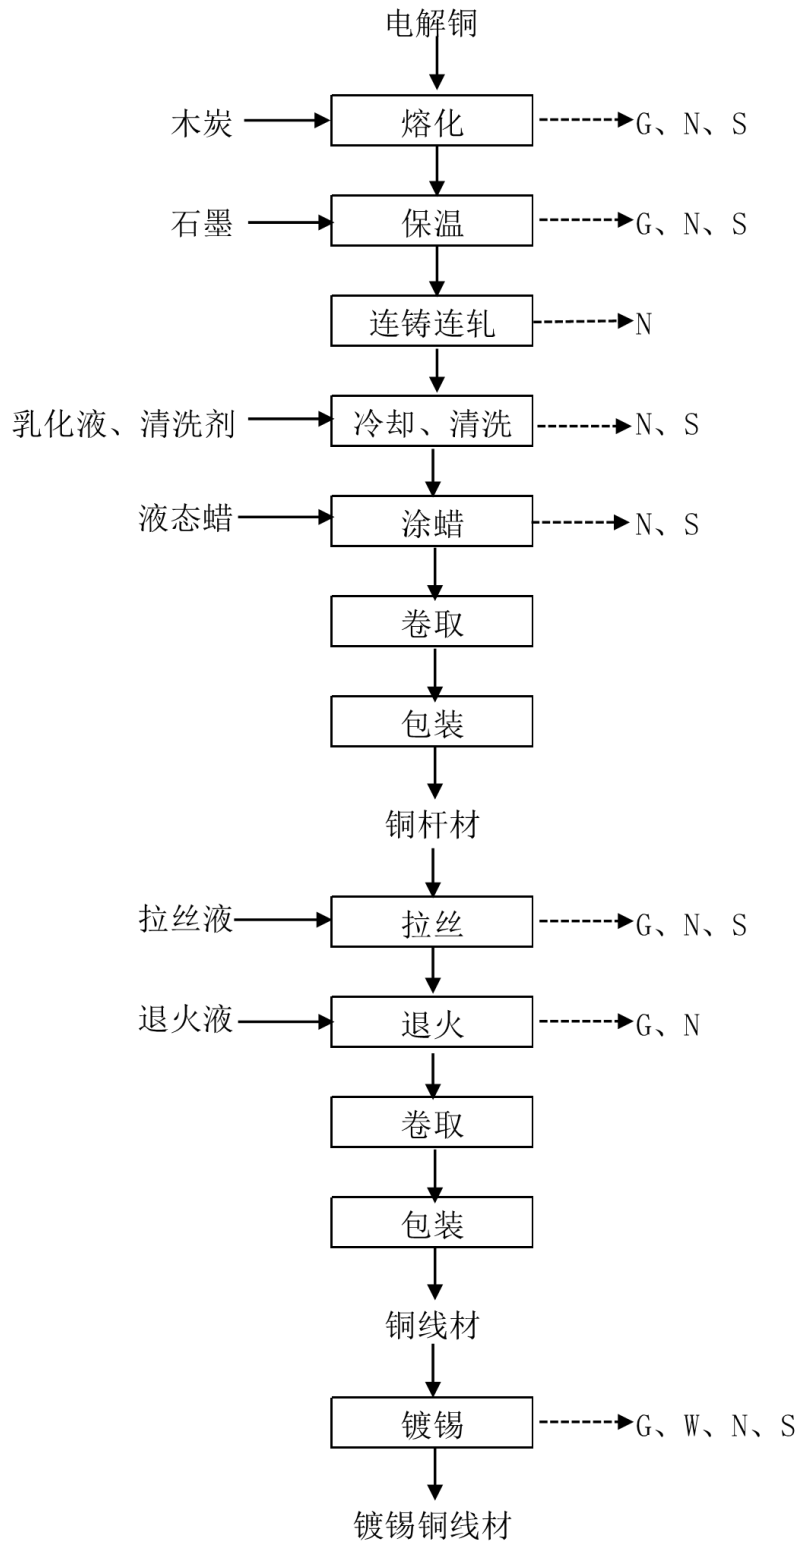 电解铜
木炭 熔化 G、N、S
石墨 保温 G、N、S
连铸连轧 N
乳化液、清洗剂 冷却、清洗 N、S
液态蜡 涂蜡 N、S
卷取
包装
铜杆材
拉丝液 拉丝 G、N、S
退火液 退火 G、N
卷取
包装
铜线材
镀锡 G、W、N、S
镀锡铜线材